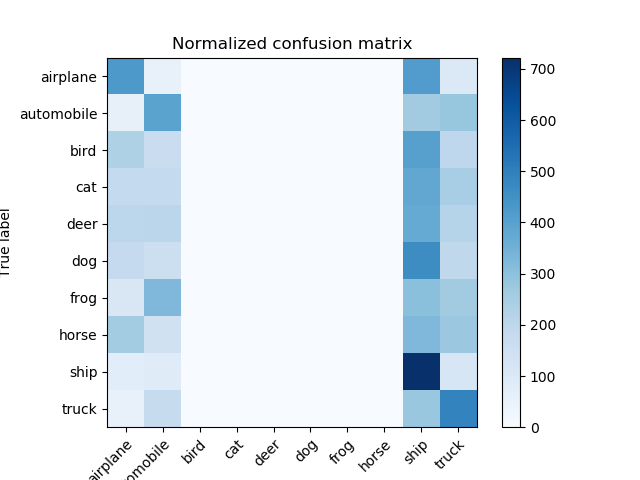 Normalized confusion matrix
True label
airplane
automobile
bird
cat
deer
dog
frog
horse
ship
truck
airplane
omobile
bird
cat
deer
dog
frog
horse
ship
truck
700
600
500
400
300
200
100
0